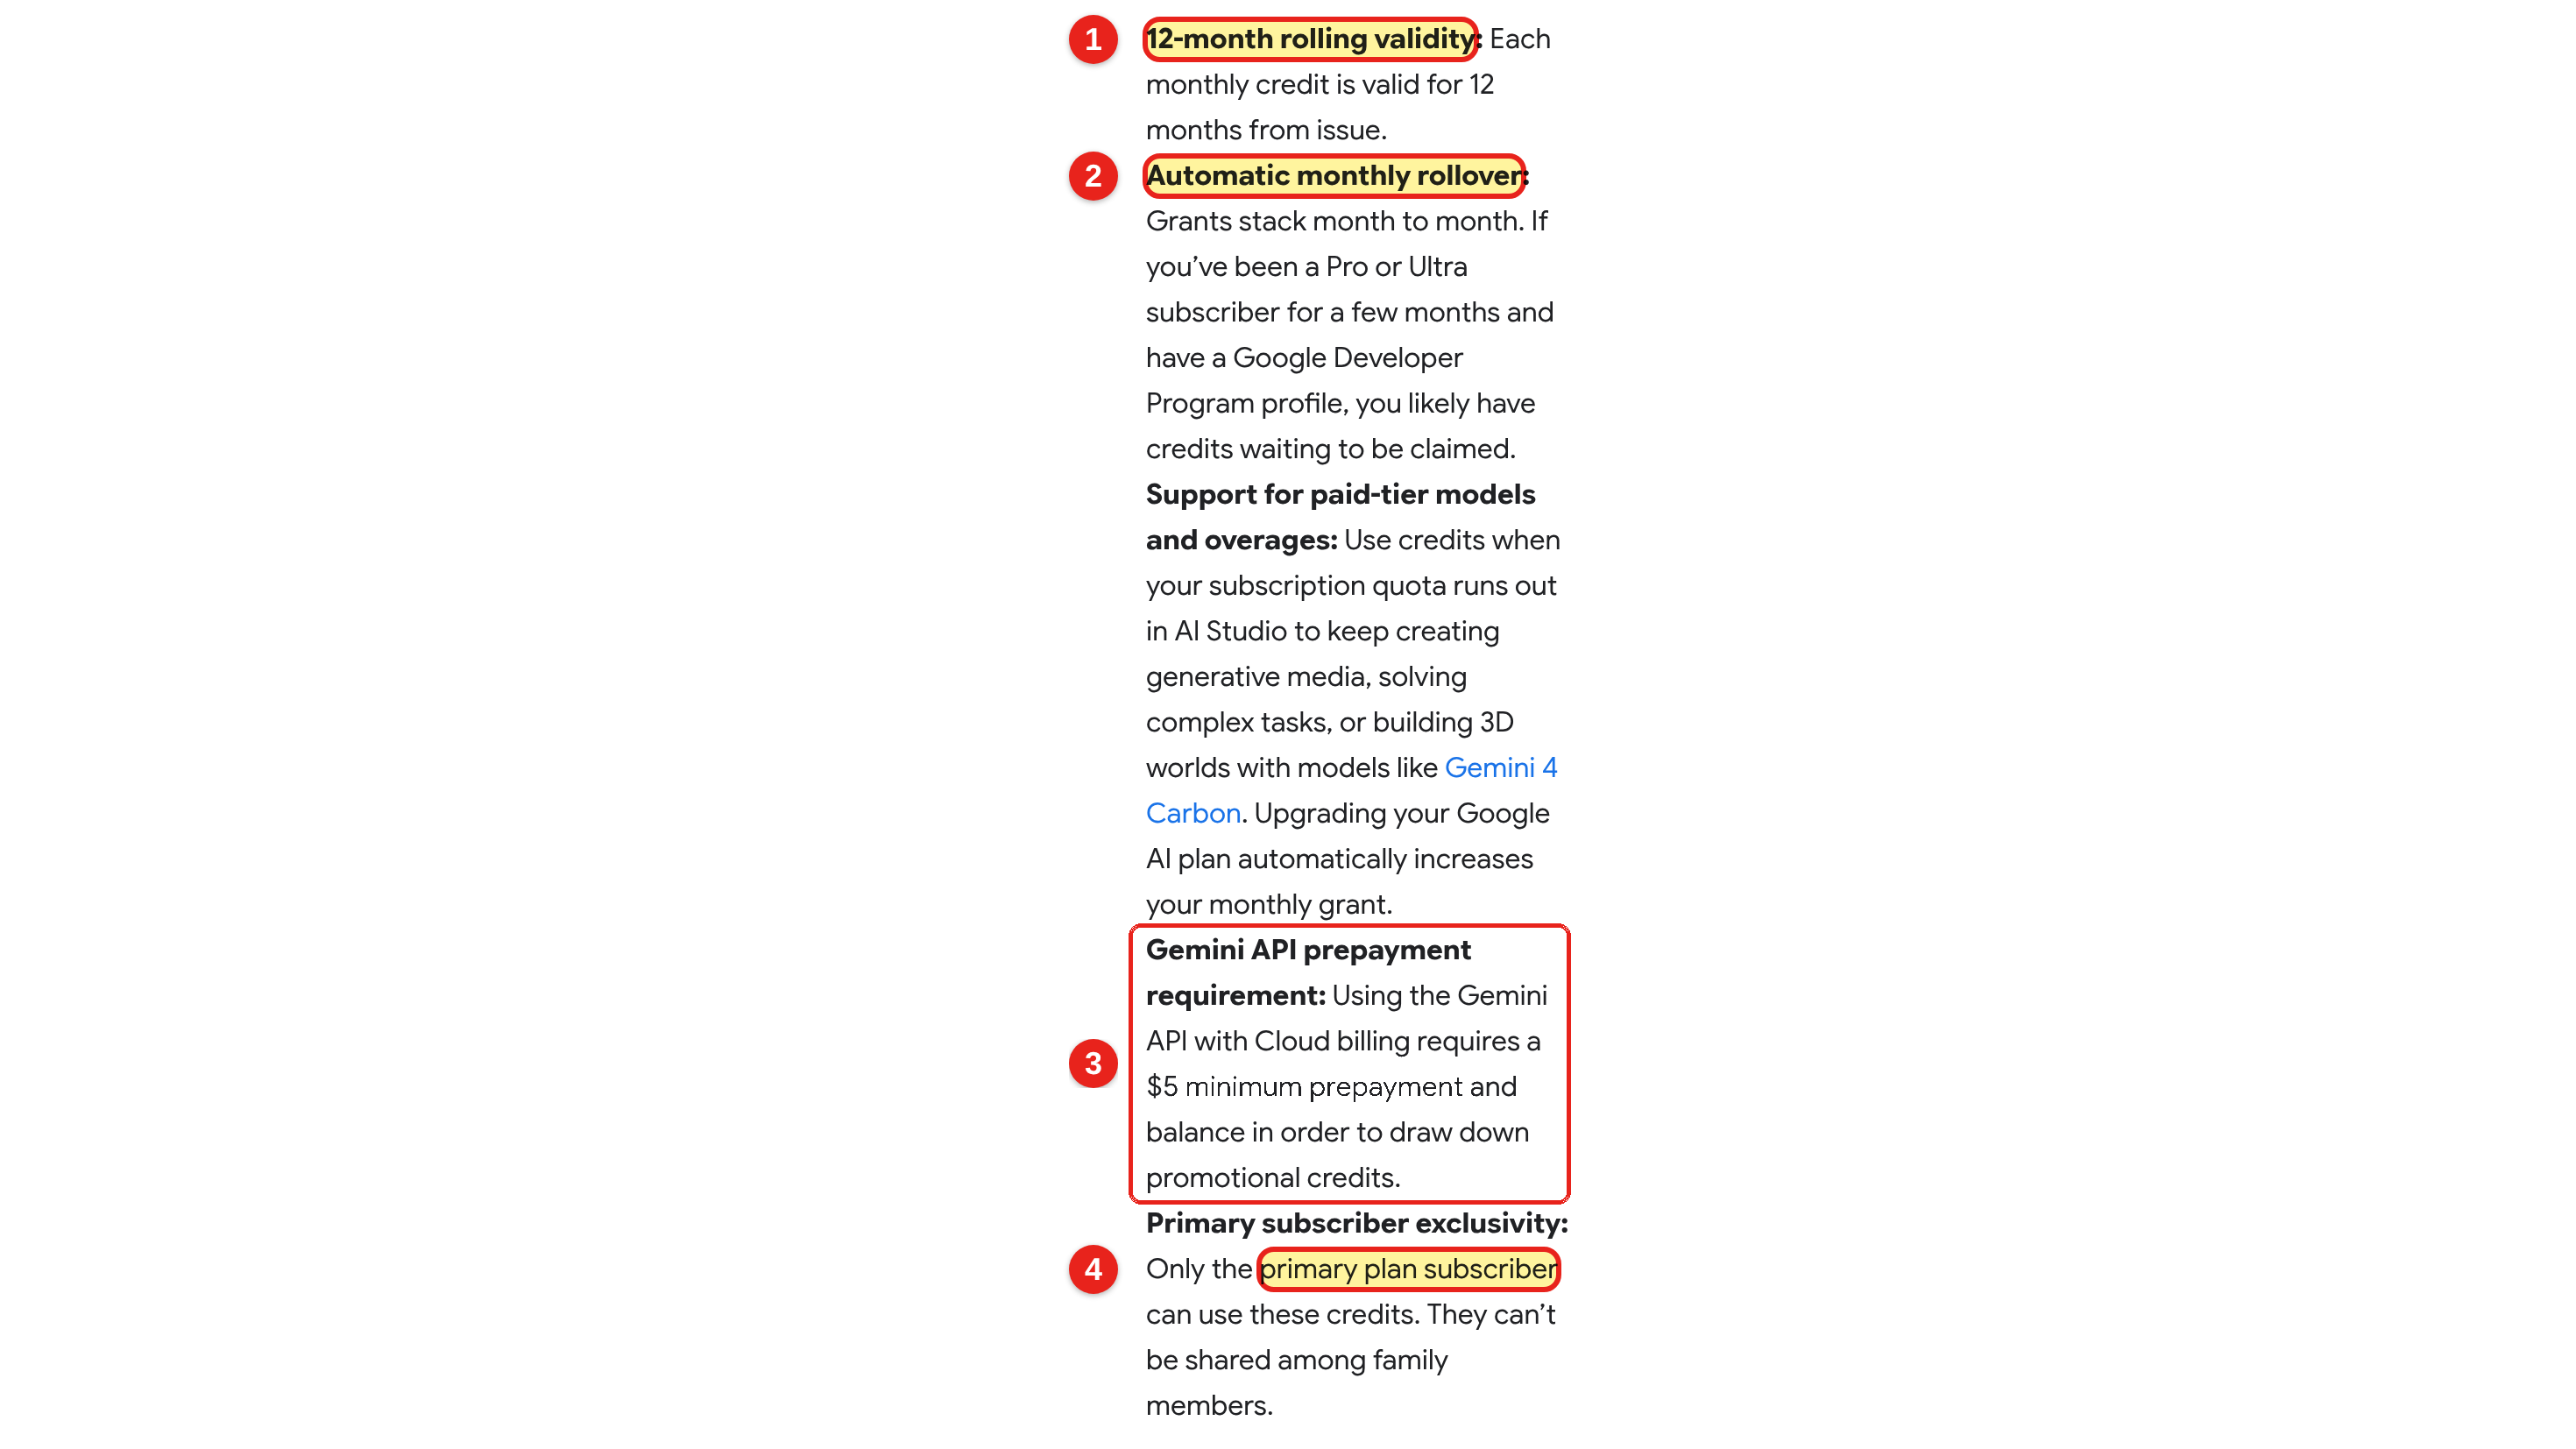 1 12-month rolling validity: Each
monthly credit is valid for 12
months from issue.
2 Automatic monthly rollover:
Grants stack month to month. If
you’ve been a Pro or Ultra
subscriber for a few months and
have a Google Developer
Program profile, you likely have
credits waiting to be claimed.
Support for paid-tier models
and overages: Use credits when
your subscription quota runs out
in AI Studio to keep creating
generative media, solving
complex tasks, or building 3D
worlds with models like Gemini 4
Carbon. Upgrading your Google
AI plan automatically increases
your monthly grant.
Gemini API prepayment
requirement: Using the Gemini
3 API with Cloud billing requires a
$5 minimum prepayment and
balance in order to draw down
promotional credits.
Primary subscriber exclusivity:
4 Only the primary plan subscriber
can use these credits. They can’t
be shared among family
members.